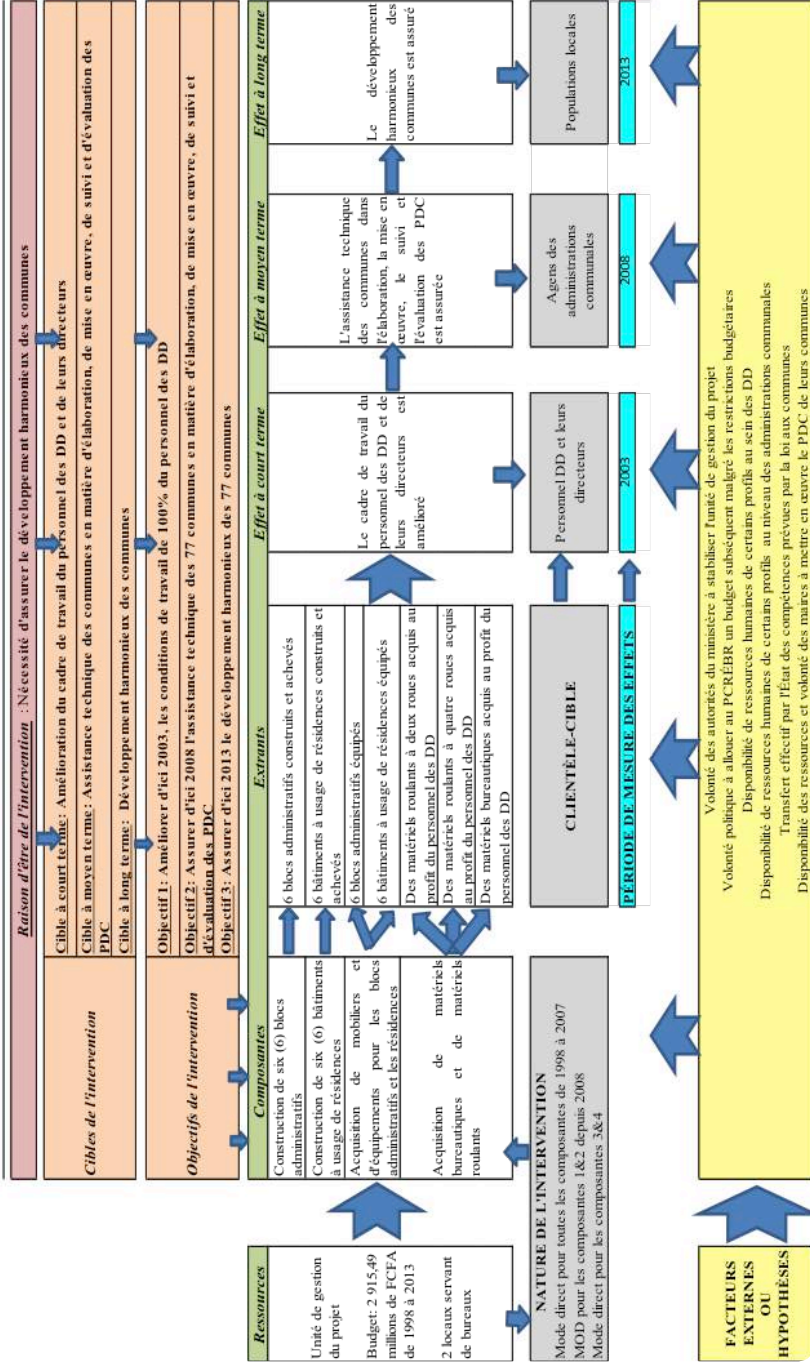 Raison d'être de l'intervention : Nécessité d'assurer le développement harmonieux des communes
Cibles de l'intervention
Cible à court terme: Amélioration du cadre de travail du personnel des DD et de leurs directeurs
Cible à moyen terme: Assistance technique des communes en matière d'élaboration, de mise en œuvre, de suivi et d'évaluation des
PDC
Cible à long terme: Développement harmonieux des communes
Objectifs de l'intervention
Objectif 1: Améliorer d'ici 2003, les conditions de travail de 100% du personnel des DD
Objectif 2: Assurer d'ici 2008 l'assistance technique des 77 communes en matière d'élaboration, de mise en œuvre, de suivi et
d'évaluation des PDC
Objectif 3: Assurer d'ici 2013 le développement harmonieux des 77 communes
Ressources
Unité de gestion
du projet
Budget: 2 915,49
millions de FCFA
de 1998 à 2013
2 locaux servant
de bureaux
Composantes
Construction de six (6) blocs
administratifs
Construction de six (6) bâtiments
à usage de résidences
Acquisition de mobiliers et
d'équipements pour les blocs
administratifs et les résidences
Acquisition de matériels
bureautiques et de matériels
roulants
Extrants
6 blocs administratifs construits et achevés
6 bâtiments à usage de résidences construits et
achevés
6 blocs administratifs équipés
6 bâtiments à usage de résidences équipés
Des matériels roulants à deux roues acquis au
profit du personnel des DD
Des matériels roulants à quatre roues acquis
au profit du personnel des DD
Des matériels bureautiques acquis au profit du
personnel des DD
Effet à court terme
Le cadre de travail du
personnel des DD et de
leurs directeurs est
amélioré
Effet à moyen terme
L'assistance technique
des communes dans
l'élaboration, la mise en
œuvre, le suivi et
l'évaluation des PDC
est assurée
Effet à long terme
Le développement
harmonieux des
communes est assuré
NATURE DE L'INTERVENTION
Mode direct pour toutes les composantes de 1998 à 2007
MOD pour les composantes 1&2 depuis 2008
Mode direct pour les composantes 3&4
CLIENTÈLE-CIBLE
Personnel DD et leurs
directeurs
Agens des
administrations
communales
Populations locales
PÉRIODE DE MESURE DES EFFETS
2003
2008
2013
FACTEURS
EXTERNES
OU
HYPOTHÈSES
Volonté des autorités du ministère à stabiliser l'unité de gestion du projet
Volonté politique à allouer au PCRÉBR un budget subséquent malgré les restrictions budgétaires
Disponibilité de ressources humaines de certains profils au sein des DD
Disponibilité de ressources humaines de certains profils au niveau des administrations communales
Transfert effectif par l'État des compétences prévues par la loi aux communes
Disponibilité des ressources et volonté des maires à mettre en œuvre le PDC de leurs communes